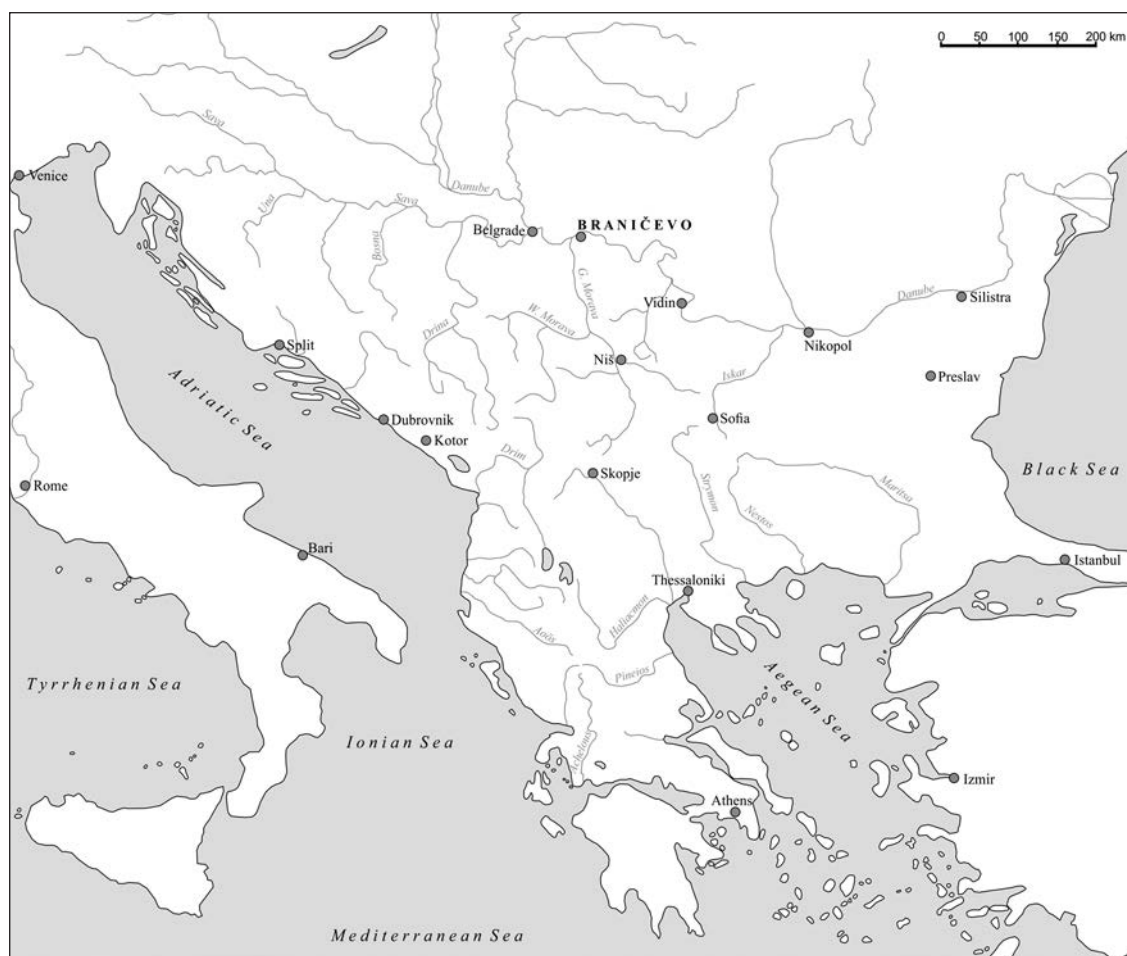 0 50 100 150 200 km
Sava
Venice
Una
Sava
Danube
Bosna
Belgrade
BRANIČEVO
G. Morava
Vidin
Danube
Silistra
W. Morava
Drina
Split
Niš
Nikopol
Iskar
Preslav
Adriatic Sea
Dubrovnik
Sofia
Kotor
Drim
Skopje
Strymon
Nestos
Maritsa
Black Sea
Rome
Bari
Istanbul
Thessaloniki
Haliacmon
Aoös
Pineios
Tyrrhenian Sea
Aegean Sea
Ionian Sea
Achelous
Izmir
Athens
Mediterranean Sea